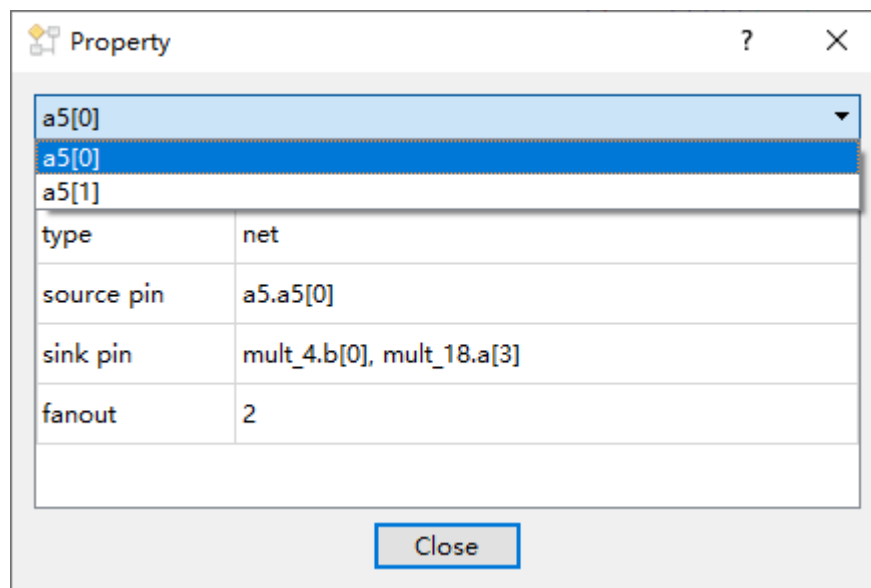 Property
?
a5[0]
a5[0]
a5[1]
type net
source pin a5.a5[0]
sink pin mult_4.b[0], mult_18.a[3]
fanout 2
Close